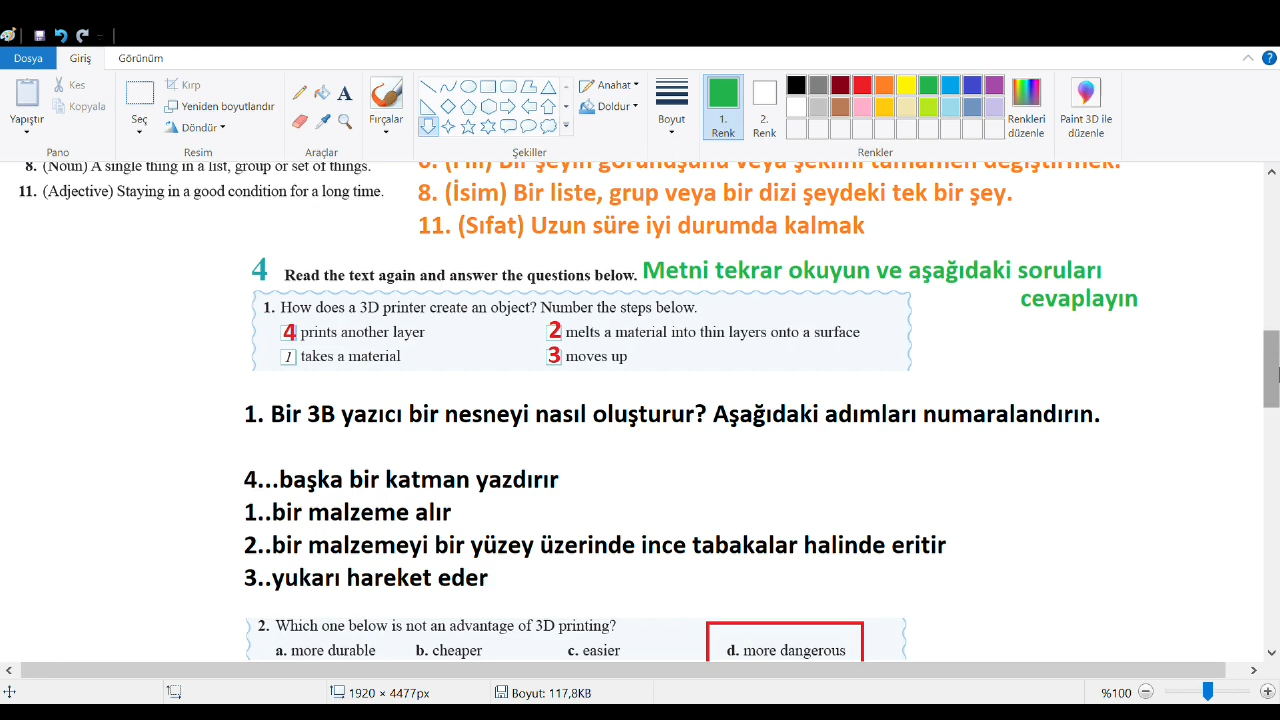 Dosya Giriş Görünüm
Yapıştır
Kes
Kopyala
Pano
Seç
Kırp
Yeniden boyutlandır
Döndür
Resim
Araçlar
Fırçalar
Anahat
Doldur
Şekiller
Boyut
1. Renk
2. Renk
Renkler
Renkleri düzenle
Paint 3D ile düzenle
8. (Noun) A single thing in a list, group or set of things.
8. (İsim) Bir liste, grup veya bir dizi şeydeki tek bir şey.
11. (Adjective) Staying in a good condition for a long time.
11. (Sıfat) Uzun süre iyi durumda kalmak
4 Read the text again and answer the questions below. Metni tekrar okuyun ve aşağıdaki soruları
cevaplayın
1. How does a 3D printer create an object? Number the steps below.
4 prints another layer 2 melts a material into thin layers onto a surface
1 takes a material 3 moves up
1. Bir 3B yazıcı bir nesneyi nasıl oluşturur? Aşağıdaki adımları numaralandırın.
4...başka bir katman yazdırır
1..bir malzeme alır
2..bir malzemeyi bir yüzey üzerinde ince tabakalar halinde eritir
3..yukarı hareket eder
2. Which one below is not an advantage of 3D printing?
a. more durable b. cheaper c. easier d. more dangerous
1920 × 4477px Boyut: 117,8KB %100